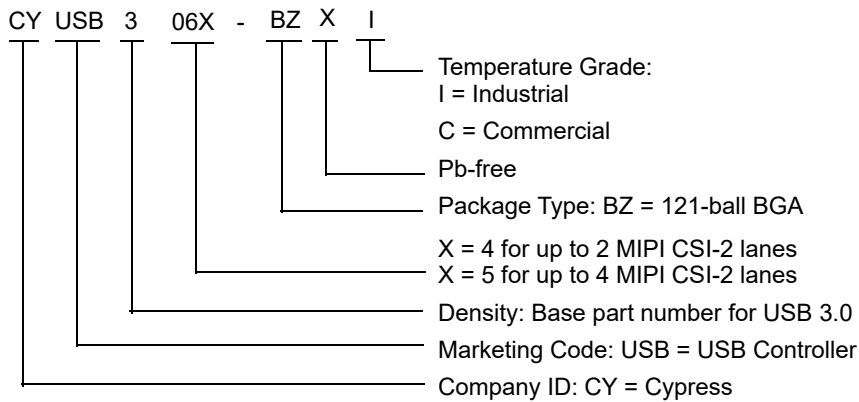 CY USB 3 06X - BZ X I
Temperature Grade:
I = Industrial
C = Commercial
Pb-free
Package Type: BZ = 121-ball BGA
X = 4 for up to 2 MIPI CSI-2 lanes
X = 5 for up to 4 MIPI CSI-2 lanes
Density: Base part number for USB 3.0
Marketing Code: USB = USB Controller
Company ID: CY = Cypress